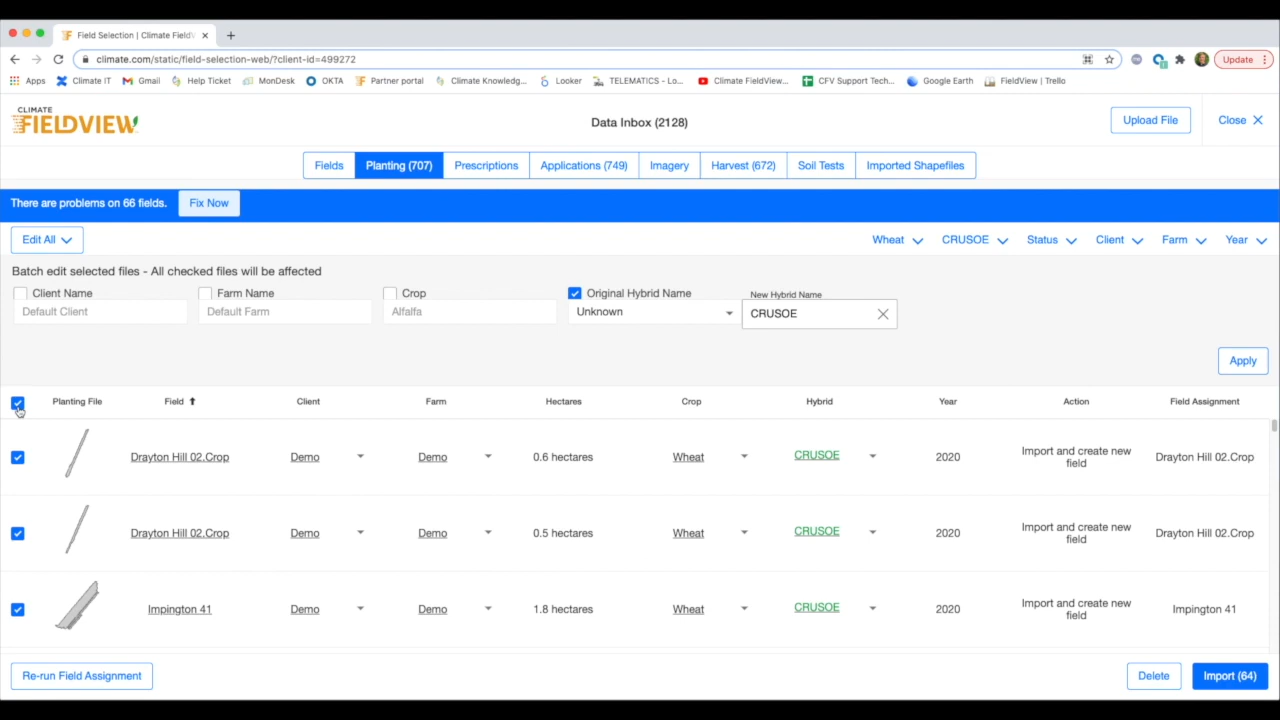 Field Selection | Climate FieldV
climate.com/static/field-selection-web/?client-id=499272
Update
Apps Climate IT Gmail Help Ticket MonDesk OKTA Partner portal Climate Knowledg... Looker TELEMATICS - Lo... Climate FieldView... CFV Support Tech... Google Earth FieldView | Trello
CLIMATE
FIELDVIEW
Data Inbox (2128)
Upload File
Close
Fields Planting (707) Prescriptions Applications (749) Imagery Harvest (672) Soil Tests Imported Shapefiles
There are problems on 66 fields. Fix Now
Edit All
Wheat CRUSOE Status Client Farm Year
Batch edit selected files - All checked files will be affected
Client Name Farm Name Crop Original Hybrid Name New Hybrid Name
Default Client Default Farm Alfalfa Unknown CRUSOE
Apply
Planting File Field Client Farm Hectares Crop Hybrid Year Action Field Assignment
Drayton Hill 02.Crop Demo Demo 0.6 hectares Wheat CRUSOE 2020 Import and create new field Drayton Hill 02.Crop
Drayton Hill 02.Crop Demo Demo 0.5 hectares Wheat CRUSOE 2020 Import and create new field Drayton Hill 02.Crop
Impington 41 Demo Demo 1.8 hectares Wheat CRUSOE 2020 Import and create new field Impington 41
Re-run Field Assignment
Delete
Import (64)